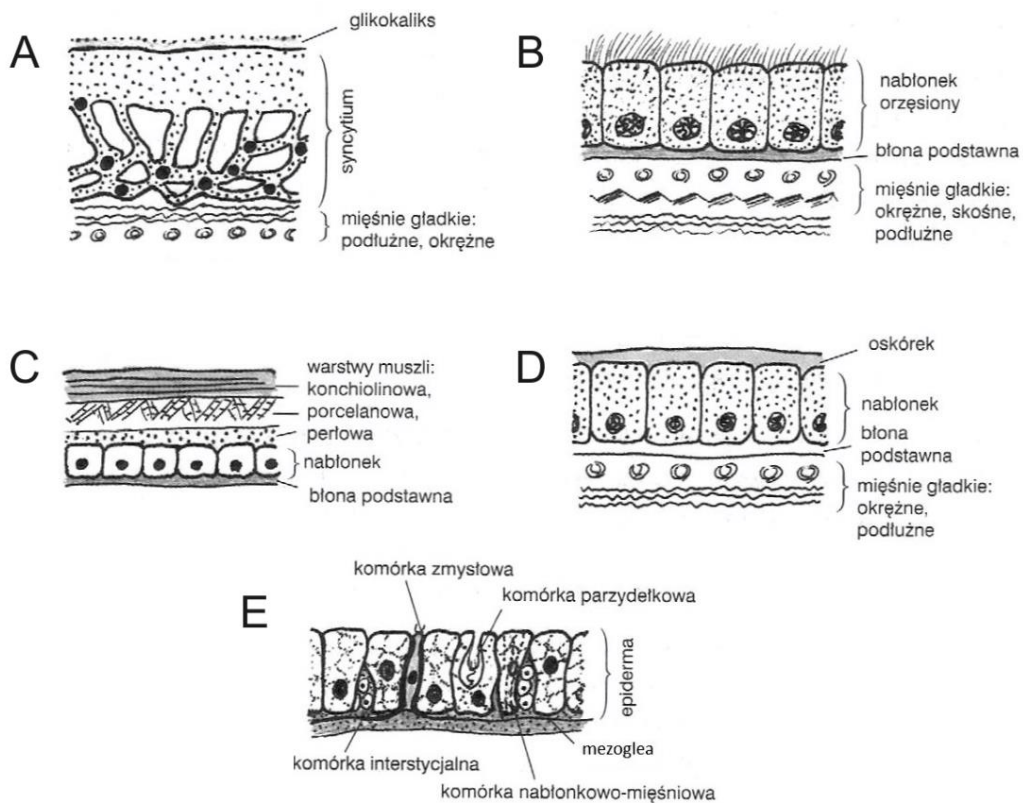 A
glikokaliks
syncytium
mięśnie gładkie:
podłużne, okrężne
B
nabłonek
orzęsiony
błona podstawna
mięśnie gładkie:
okrężne, skośne,
podłużne
C
warstwy muszli:
konchiolinowa,
porcelanowa,
perłowa
nabłonek
błona podstawna
D
oskórek
nabłonek
błona
podstawna
mięśnie gładkie:
okrężne,
podłużne
E
komórka zmysłowa
komórka parzydełkowa
epiderma
mezoglea
komórka interstycjalna
komórka nabłonkowo-mięśniowa